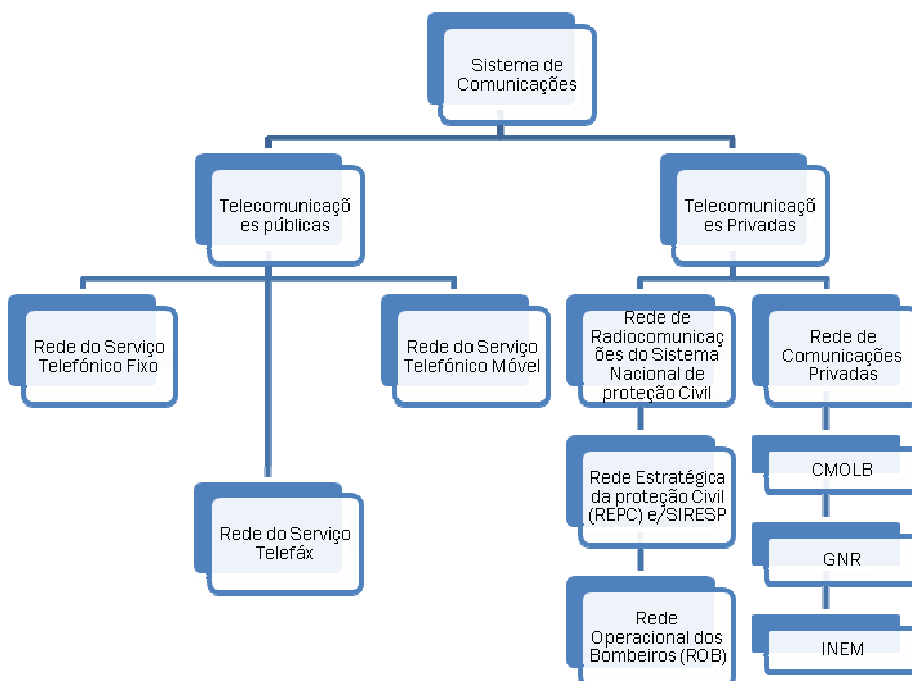 Sistema de
Comunicações
Telecomunicaçõ
es públicas
Telecomunicaçõ
es Privadas
Rede do Serviço
Telefónico Fixo
Rede do Serviço
Telefónico Móvel
Rede de
Radiocomunicaç
ões do Sistema
Nacional de
proteção Civil
Rede de
Comunicações
Privadas
Rede do Serviço
Telefáx
Rede Estratégica
da proteção Civil
(REPC) e/SIRESP
CMOLB
GNR
Rede
Operacional dos
Bombeiros (ROB)
INEM